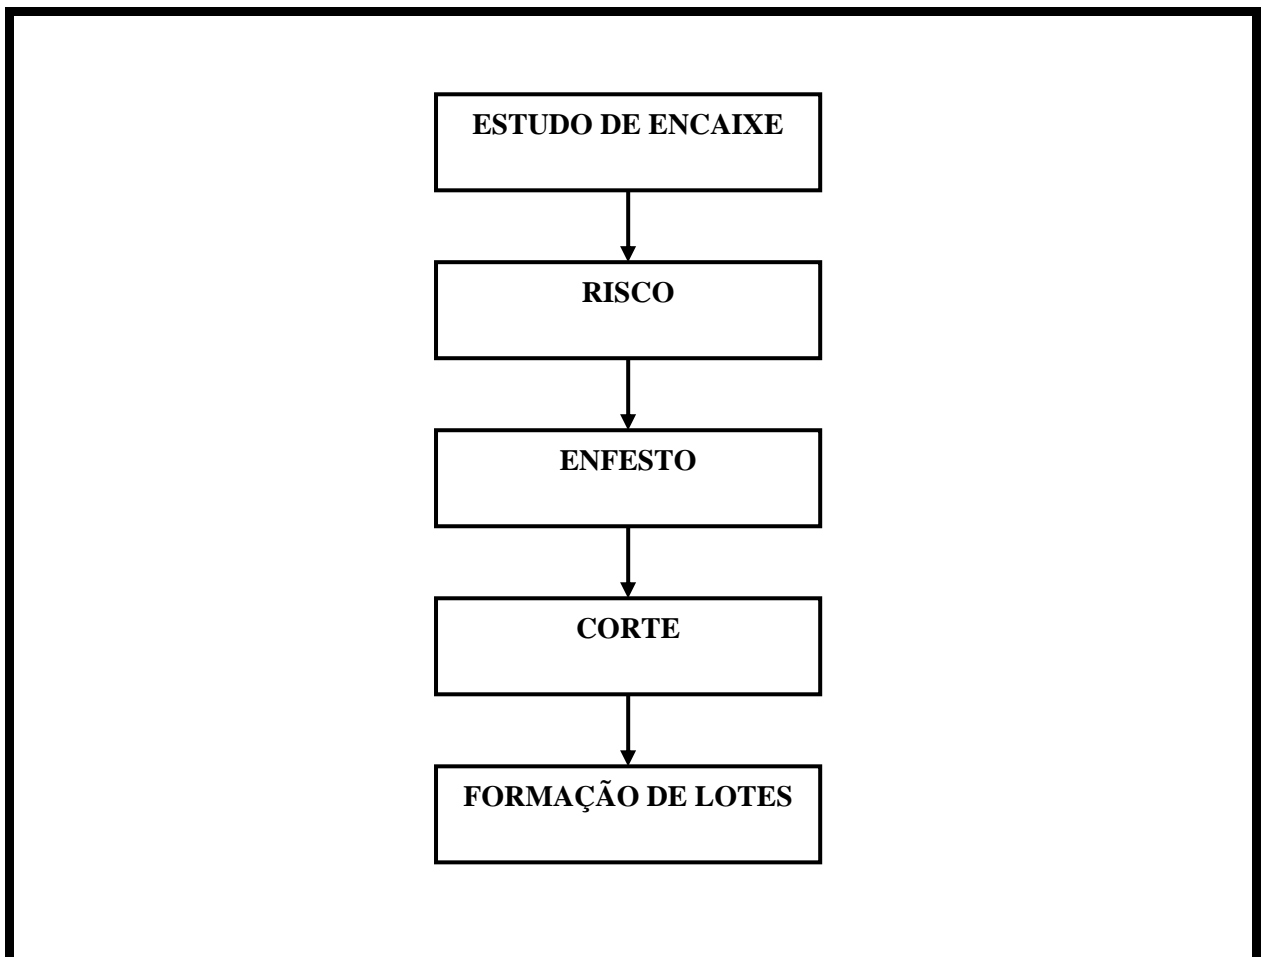 ESTUDO DE ENCAIXE
RISCO
ENFESTO
CORTE
FORMAÇÃO DE LOTES